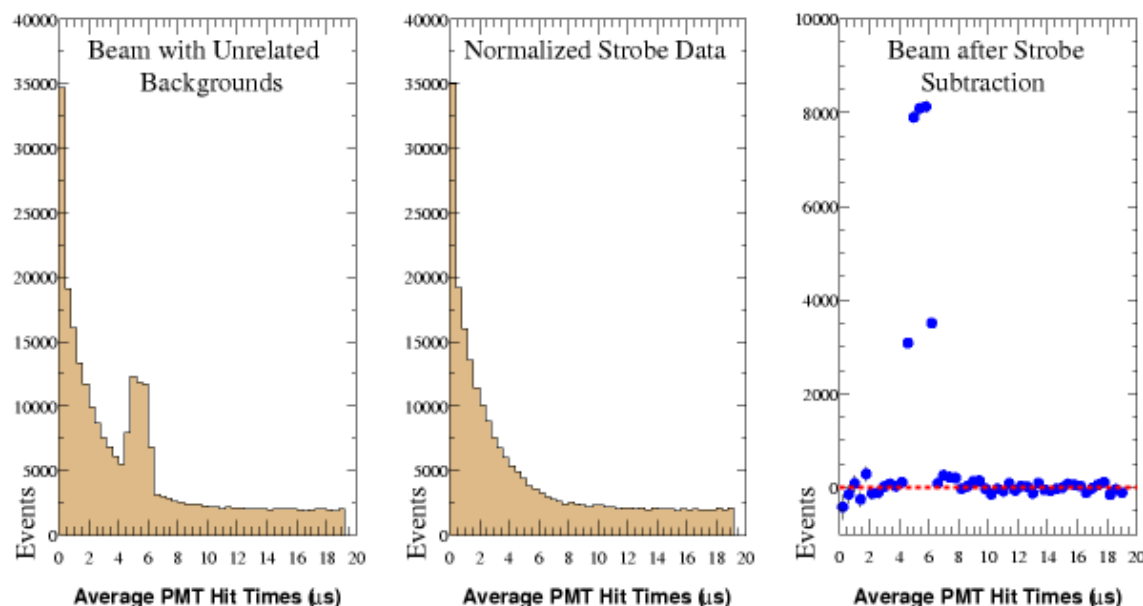 Beam with Unrelated
Backgrounds
40000
35000
30000
25000
20000
15000
10000
5000
0
Events
0 2 4 6 8 10 12 14 16 18 20
Average PMT Hit Times (μs)
Normalized Strobe Data
40000
35000
30000
25000
20000
15000
10000
5000
0
Events
0 2 4 6 8 10 12 14 16 18 20
Average PMT Hit Times (μs)
Beam after Strobe
Subtraction
10000
8000
6000
4000
2000
0
Events
0 2 4 6 8 10 12 14 16 18 20
Average PMT Hit Times (μs)